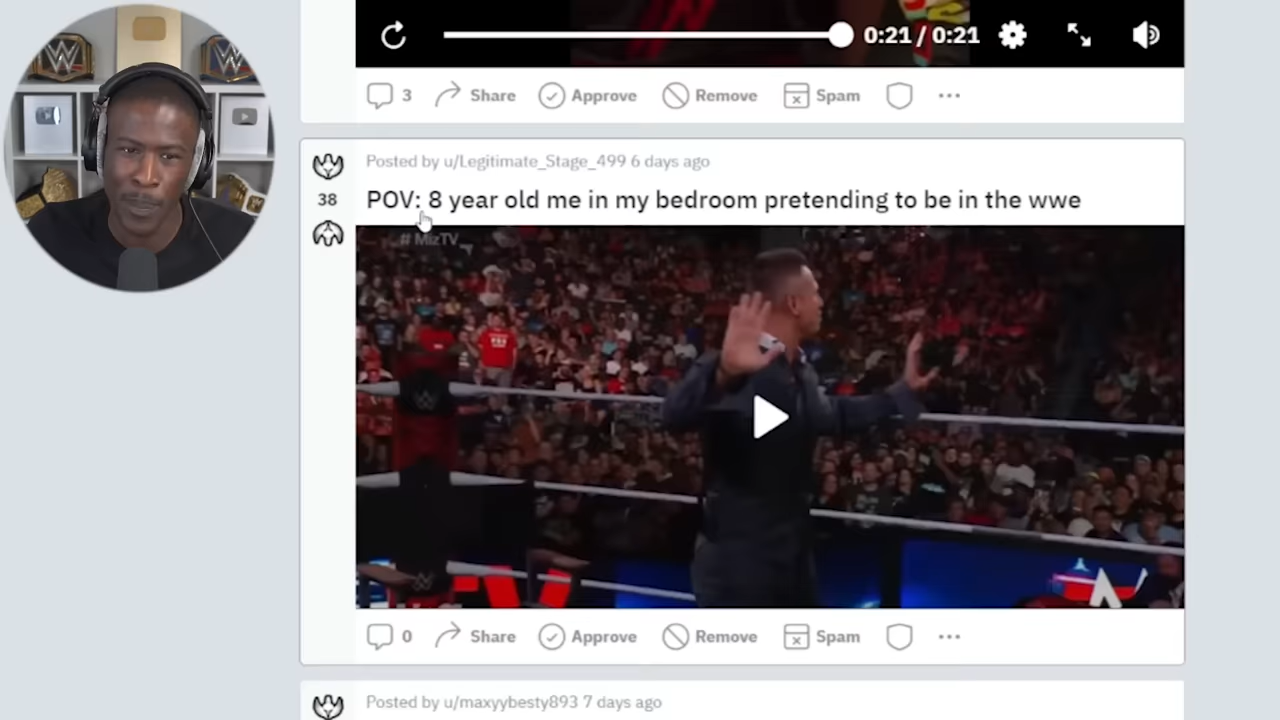 0:21 / 0:21
3 Share Approve Remove Spam
Posted by u/Legitimate_Stage_499 6 days ago
38
POV: 8 year old me in my bedroom pretending to be in the wwe
# MizTV
0 Share Approve Remove Spam
Posted by u/maxyybesty893 7 days ago